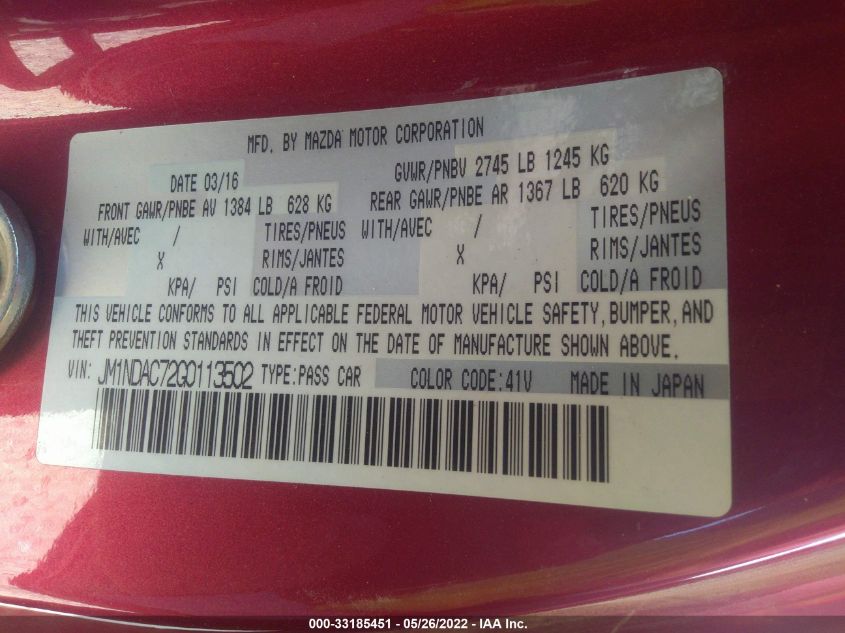 MFD. BY MAZDA MOTOR CORPORATION
DATE 03/16 GVWR/PNBV 2745 LB 1245 KG
FRONT GAWR/PNBE AV 1384 LB 628 KG REAR GAWR/PNBE AR 1367 LB 620 KG
WITH/AVEC / TIRES/PNEUS WITH/AVEC / TIRES/PNEUS
X RIMS/JANTES X RIMS/JANTES
KPA/ PSI COLD/A FROID KPA/ PSI COLD/A FROID
THIS VEHICLE CONFORMS TO ALL APPLICABLE FEDERAL MOTOR VEHICLE SAFETY, BUMPER, AND
THEFT PREVENTION STANDARDS IN EFFECT ON THE DATE OF MANUFACTURE SHOWN ABOVE.
VIN: JM1NDAC72G0113502 TYPE:PASS CAR COLOR CODE:41V MADE IN JAPAN
000-33185451 - 05/26/2022 - IAA Inc.